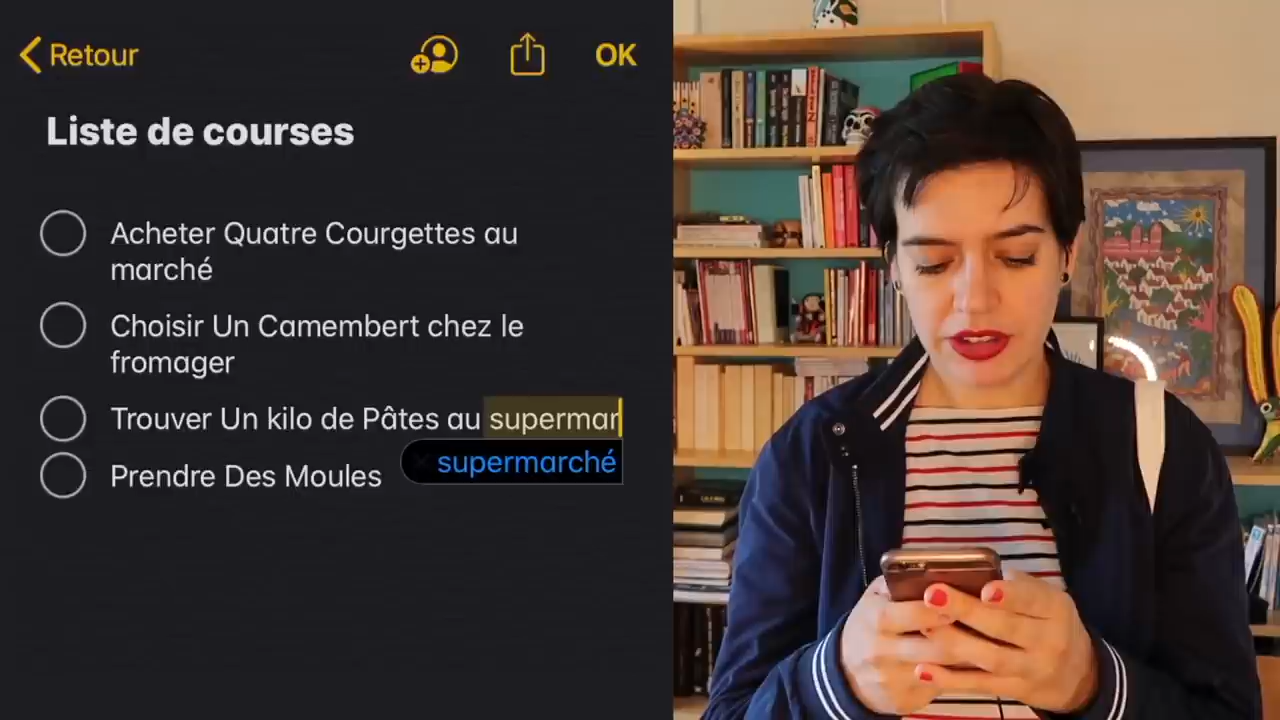 Retour
OK
Liste de courses
Acheter Quatre Courgettes au
marché
Choisir Un Camembert chez le
fromager
Trouver Un kilo de Pâtes au supermar
supermarché
Prendre Des Moules